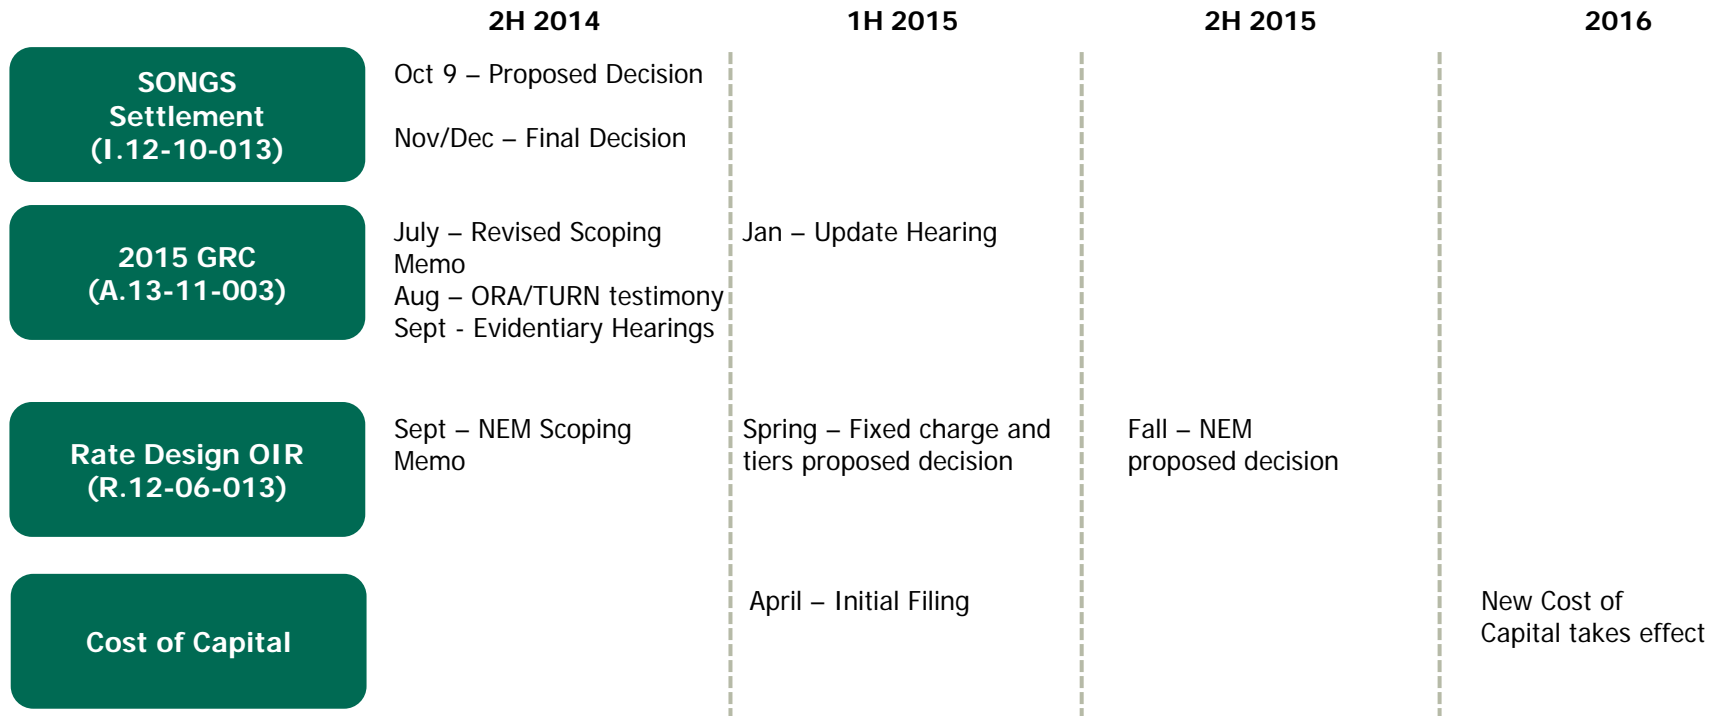 2H 2014
1H 2015
2H 2015
2016
SONGS
Settlement
(I.12-10-013)
Oct 9 – Proposed Decision
Nov/Dec – Final Decision
2015 GRC
(A.13-11-003)
July – Revised Scoping
Memo
Aug – ORA/TURN testimony
Sept - Evidentiary Hearings
Jan – Update Hearing
Rate Design OIR
(R.12-06-013)
Sept – NEM Scoping
Memo
Spring – Fixed charge and
tiers proposed decision
Fall – NEM
proposed decision
Cost of Capital
April – Initial Filing
New Cost of
Capital takes effect